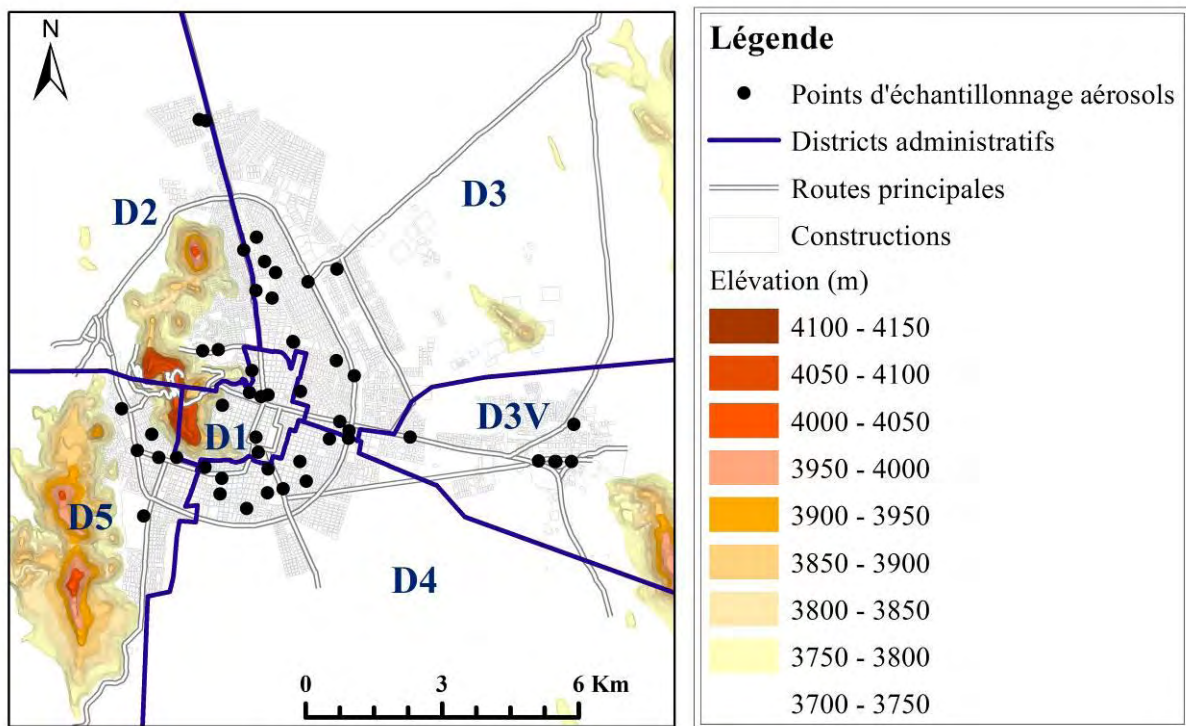 N
D2
D3
D3V
D1
D5
D4
0 3 6 Km
Légende
Points d'échantillonnage aérosols
Districts administratifs
Routes principales
Constructions
Elévation (m)
4100 - 4150
4050 - 4100
4000 - 4050
3950 - 4000
3900 - 3950
3850 - 3900
3800 - 3850
3750 - 3800
3700 - 3750